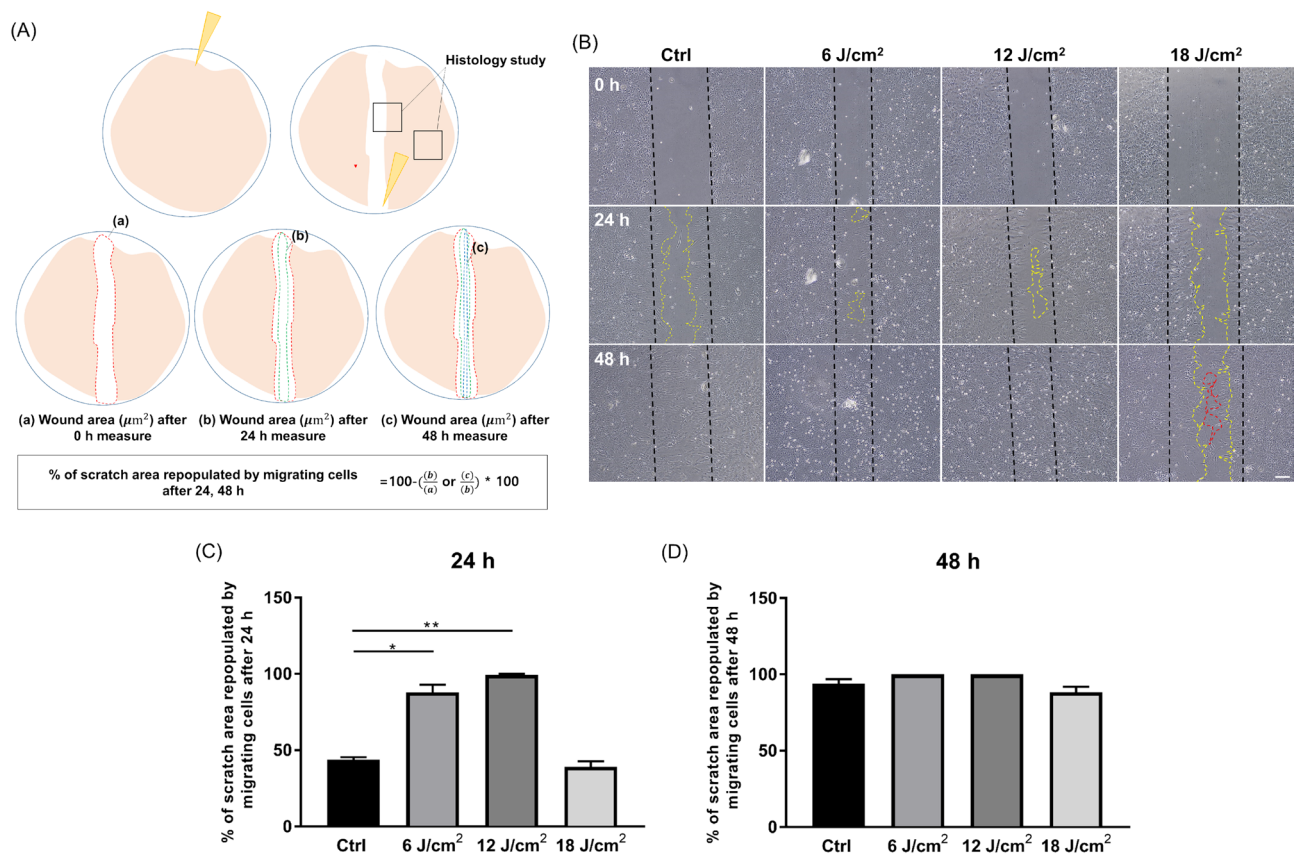 (A)
Histology study
(a)
(b)
(c)
(a) Wound area (μm²) after
0 h measure
(b) Wound area (μm²) after
24 h measure
(c) Wound area (μm²) after
48 h measure
% of scratch area repopulated by migrating cells
after 24, 48 h
=100-((b)/(a) or (c)/(b)) * 100
(B)
Ctrl
6 J/cm²
12 J/cm²
18 J/cm²
0 h
24 h
48 h
(C)
24 h
% of scratch area repopulated by
migrating cells after 24 h
150
100
50
0
**
*
Ctrl
6 J/cm²
12 J/cm²
18 J/cm²
(D)
48 h
% of scratch area repopulated by
migrating cells after 48 h
150
100
50
0
Ctrl
6 J/cm²
12 J/cm²
18 J/cm²